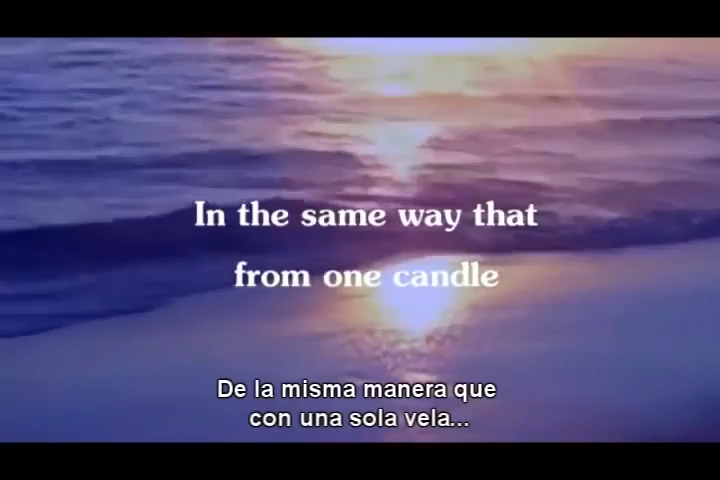 In the same way that
from one candle
De la misma manera que
con una sola vela...